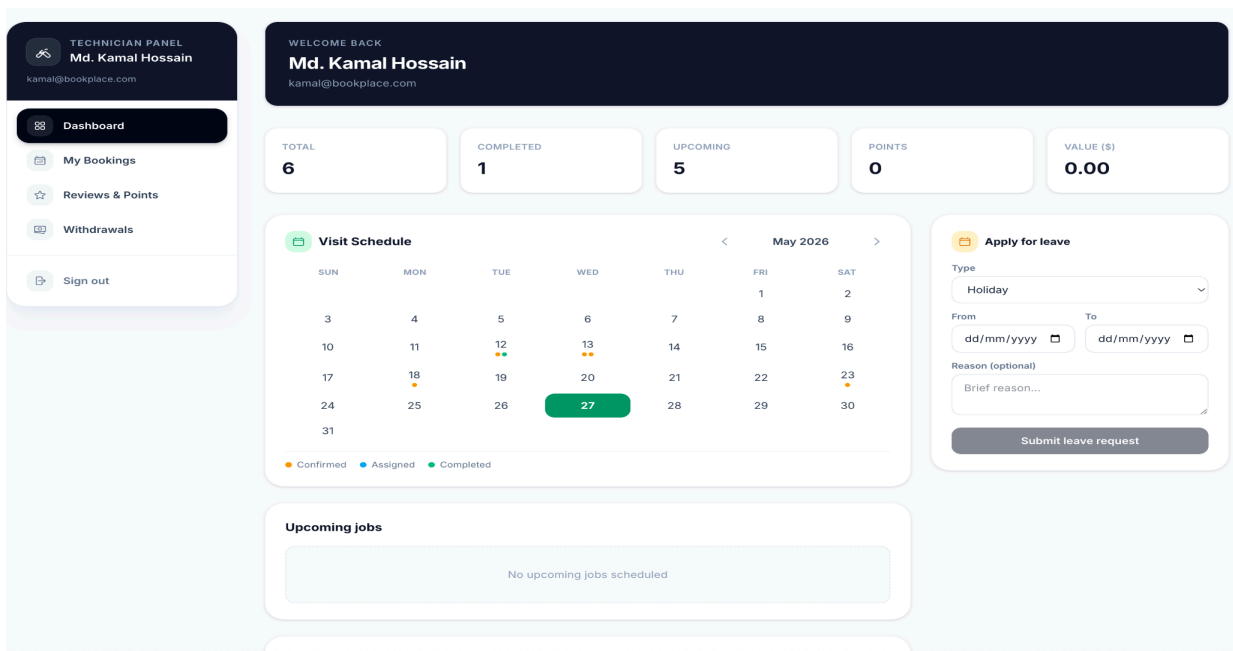 TECHNICIAN PANEL
Md. Kamal Hossain
kamal@bookplace.com
Dashboard
My Bookings
Reviews & Points
Withdrawals
Sign out
WELCOME BACK
Md. Kamal Hossain
kamal@bookplace.com
TOTAL
6
COMPLETED
1
UPCOMING
5
POINTS
0
VALUE ($)
0.00
Visit Schedule
May 2026
SUN MON TUE WED THU FRI SAT
1 2
3 4 5 6 7 8 9
10 11 12 13 14 15 16
17 18 19 20 21 22 23
24 25 26 27 28 29 30
31
Confirmed Assigned Completed
Apply for leave
Type
Holiday
From To
dd/mm/yyyy dd/mm/yyyy
Reason (optional)
Brief reason...
Submit leave request
Upcoming jobs
No upcoming jobs scheduled